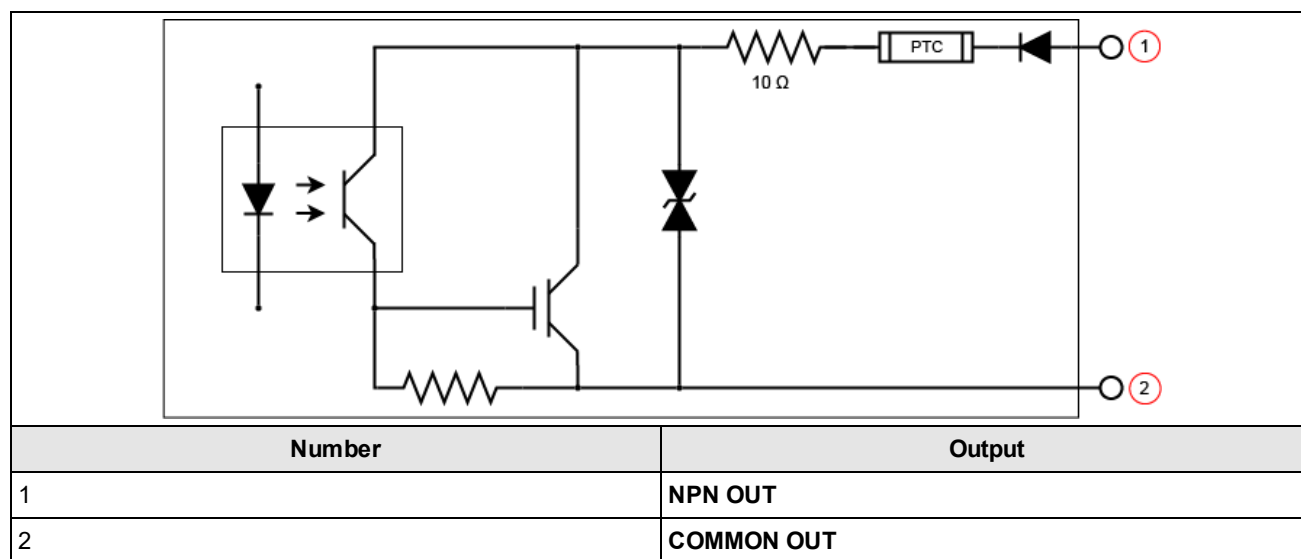 PTC
1
10 Ω
2
Number Output
1 NPN OUT
2 COMMON OUT